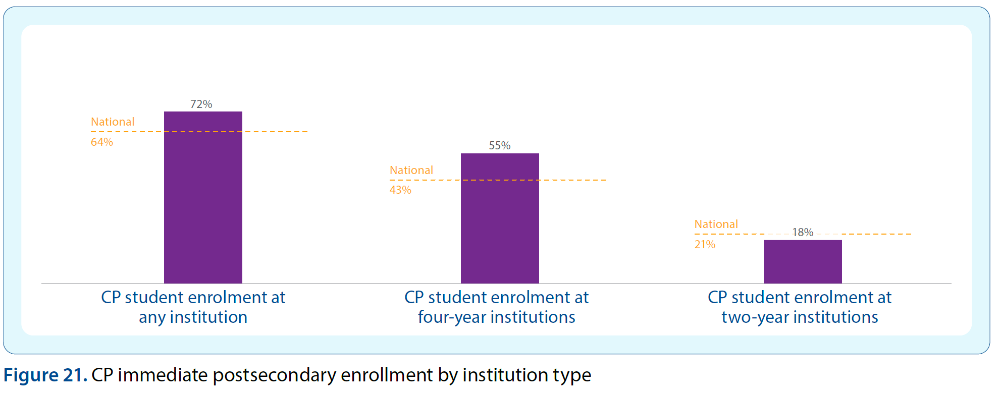 72%
National
64%
55%
National
43%
National
18%
21%
CP student enrolment at
any institution
CP student enrolment at
four-year institutions
CP student enrolment at
two-year institutions
Figure 21. CP immediate postsecondary enrollment by institution type